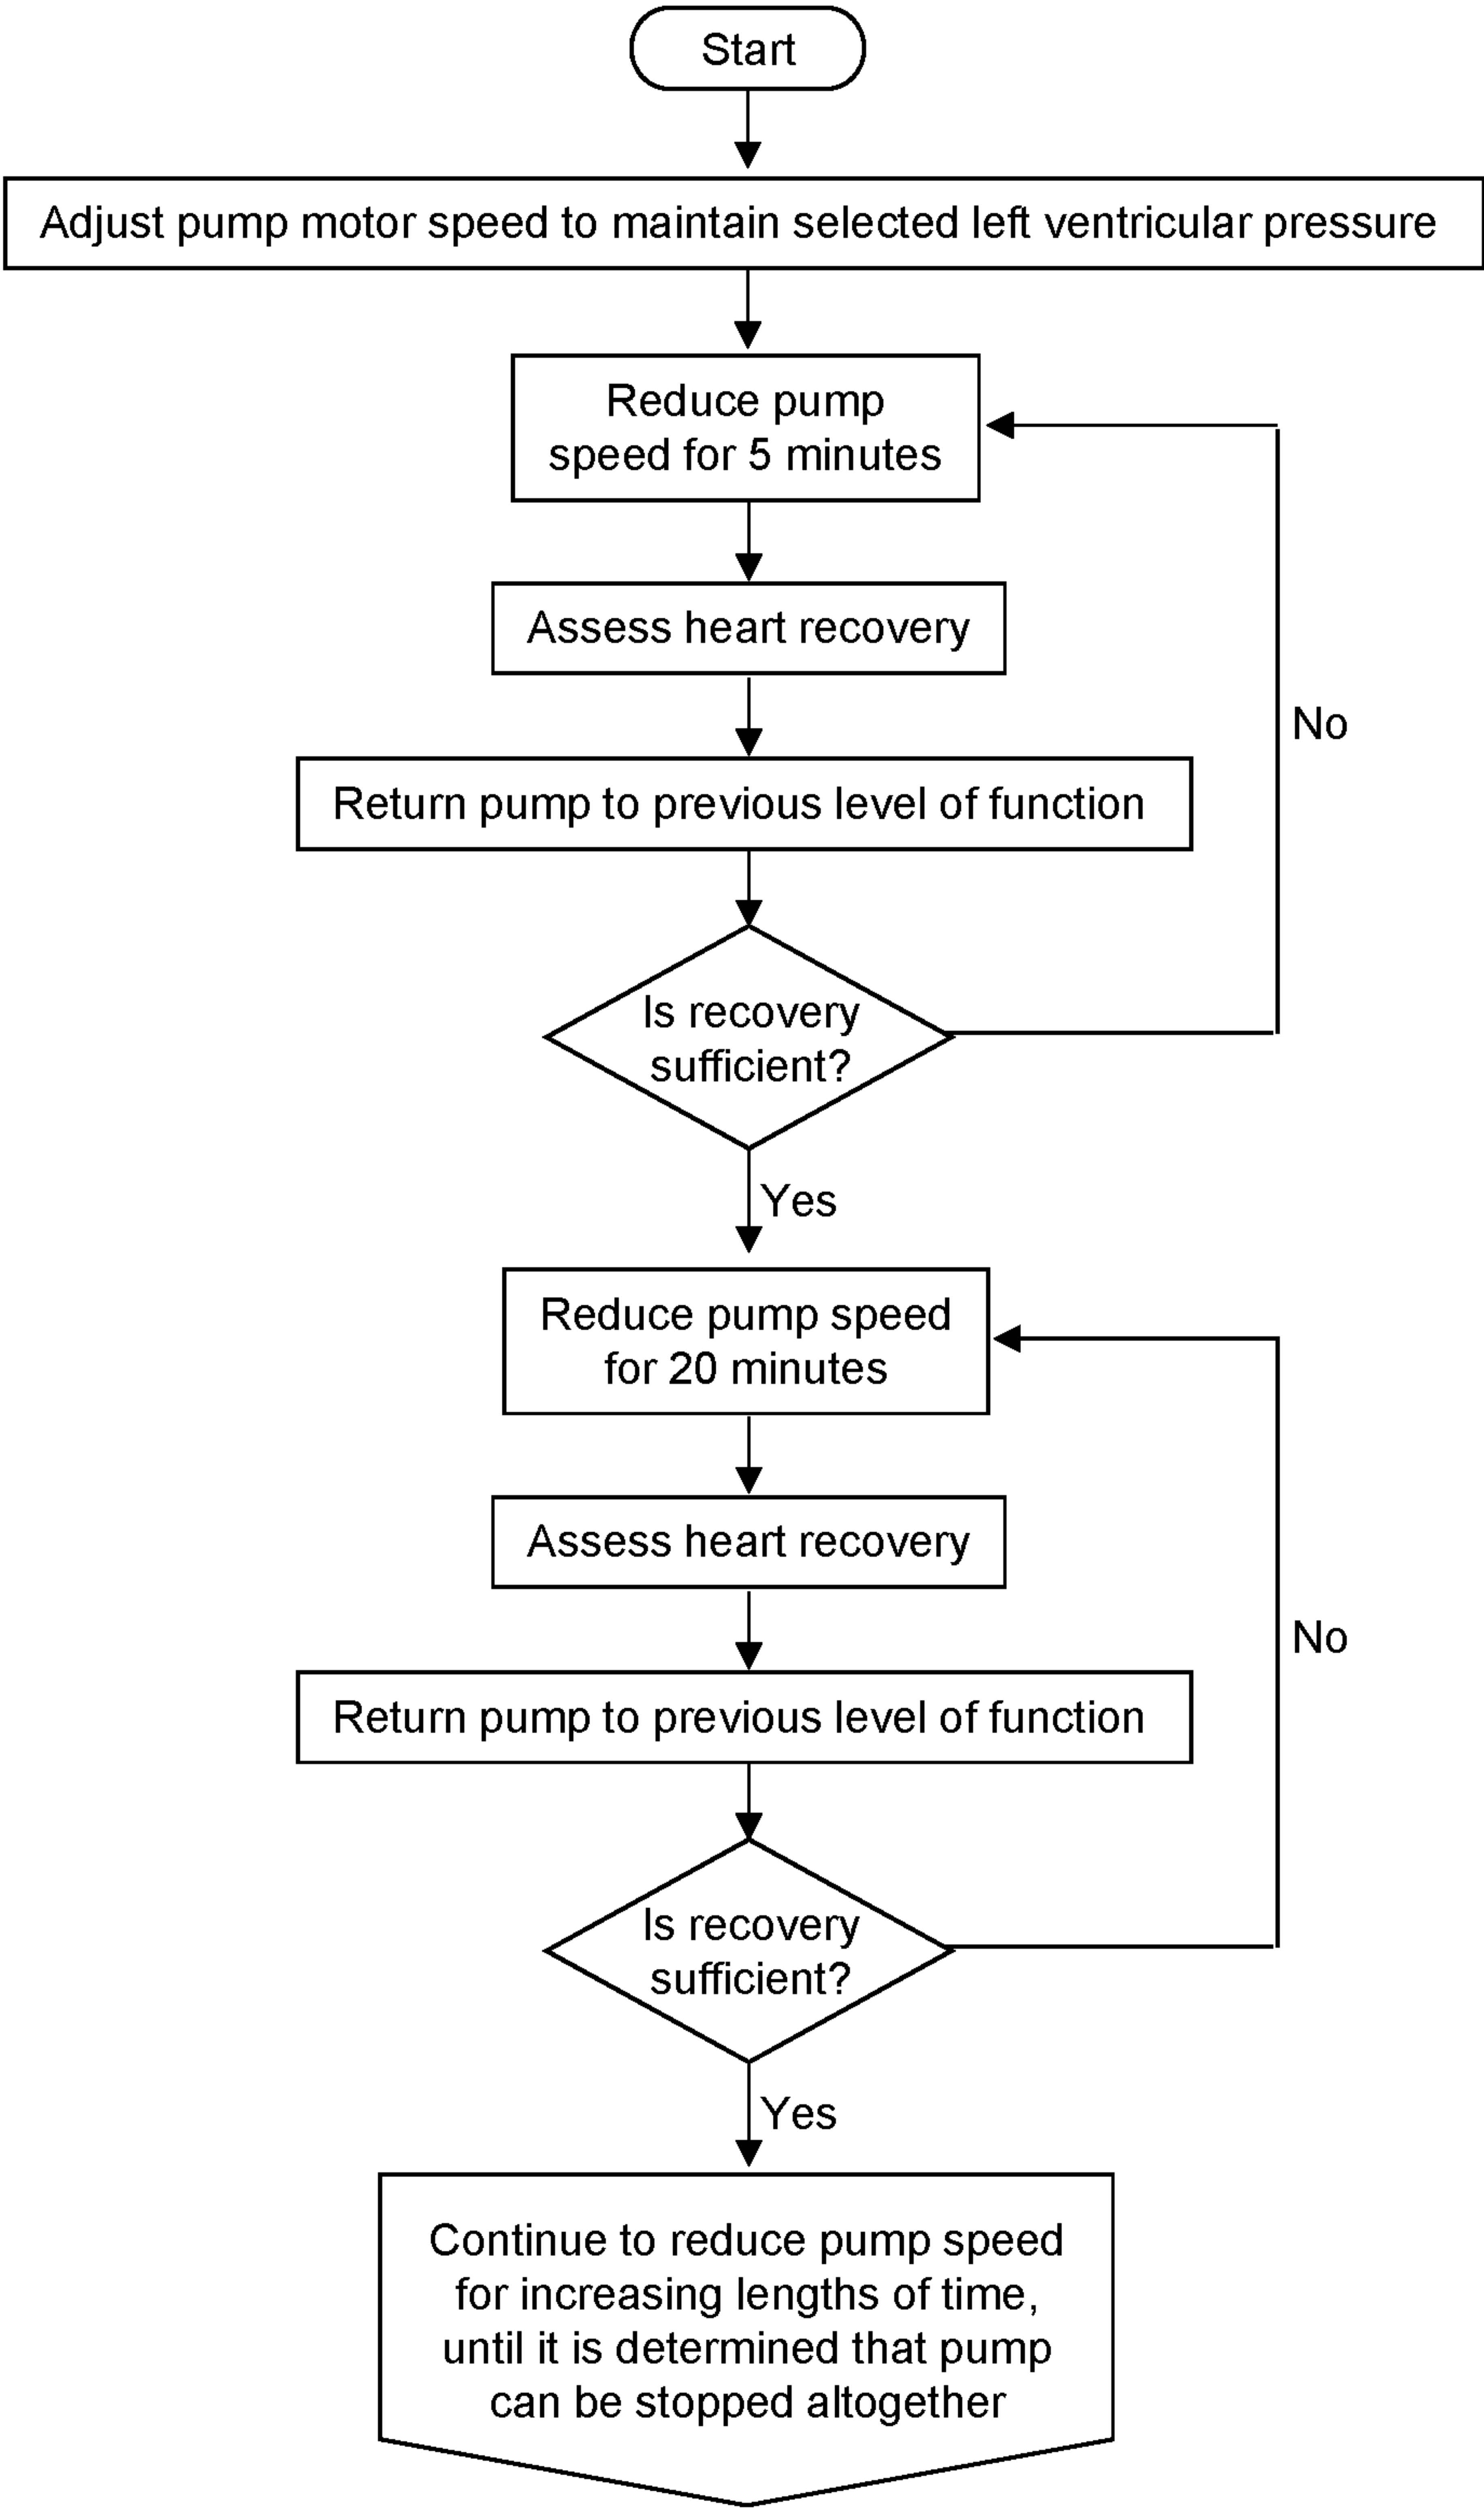 Start
Adjust pump motor speed to maintain selected left ventricular pressure
Reduce pump
speed for 5 minutes
Assess heart recovery
No
Return pump to previous level of function
Is recovery
sufficient?
Yes
Reduce pump speed
for 20 minutes
Assess heart recovery
No
Return pump to previous level of function
Is recovery
sufficient?
Yes
Continue to reduce pump speed
for increasing lengths of time,
until it is determined that pump
can be stopped altogether